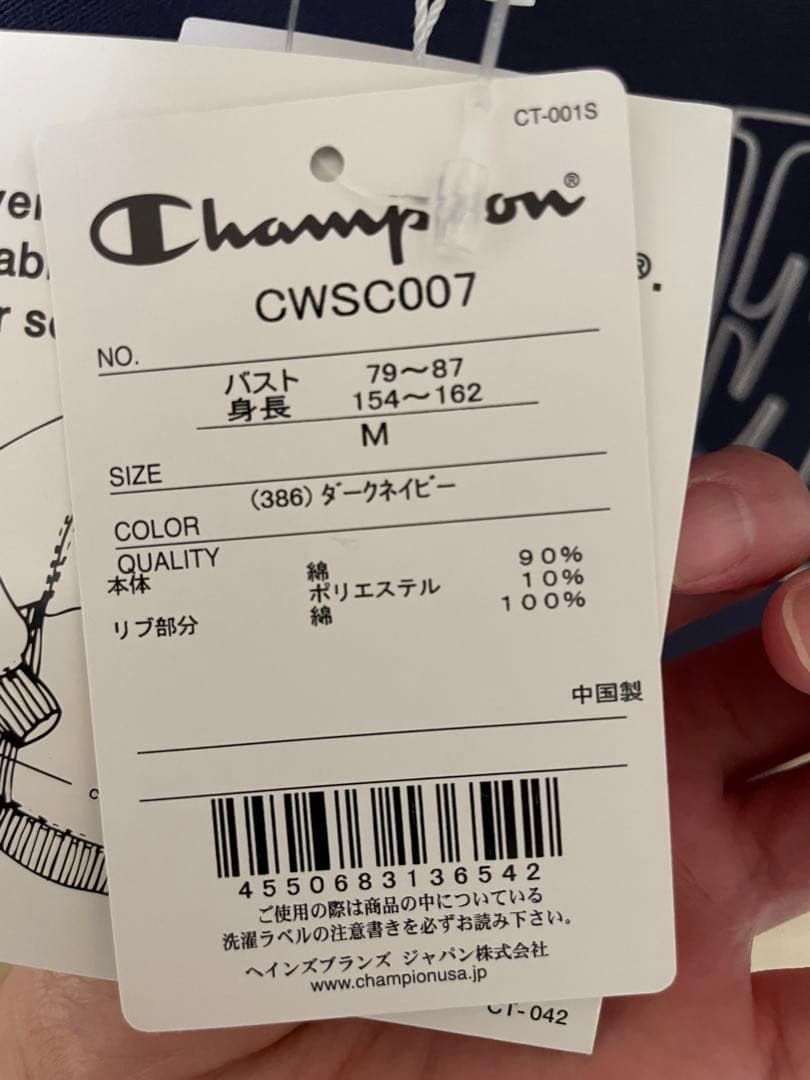 CT-001S
Champion®
CWSC007
NO.
バスト 79～87
身長 154～162
M
SIZE
(386) ﾀﾞｰｸﾈｲﾋﾞｰ
COLOR
QUALITY
本体 綿 90%
ポリエステル 10%
リブ部分 綿 100%
中国製
4550683136542
ご使用の際は商品の中についている
洗濯ラベルの注意書きを必ずお読み下さい。
ヘインズブランズ ジャパン株式会社
www.championusa.jp
CT-042